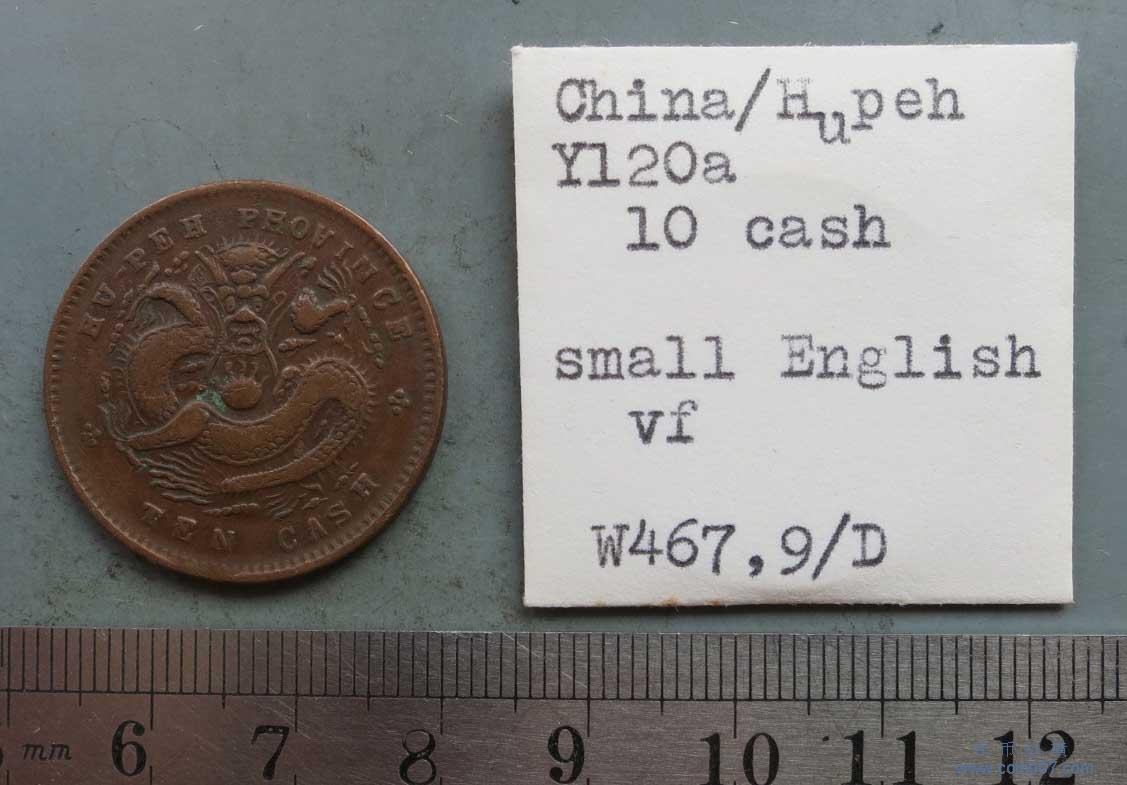 HU-PEH PROVINCE
TEN CASH
China/Hupeh
Y120a
10 cash
small English
vf
W467,9/D
mm 6 7 8 9 10 11 12